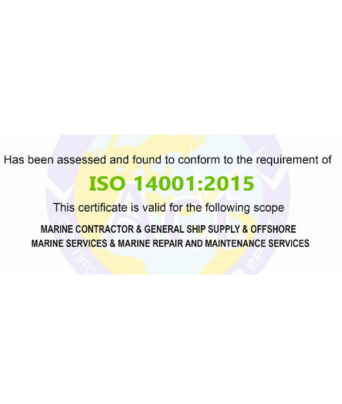 Has been assessed and found to conform to the requirement of
ISO 14001:2015
This certificate is valid for the following scope
MARINE CONTRACTOR & GENERAL SHIP SUPPLY & OFFSHORE
MARINE SERVICES & MARINE REPAIR AND MAINTENANCE SERVICES